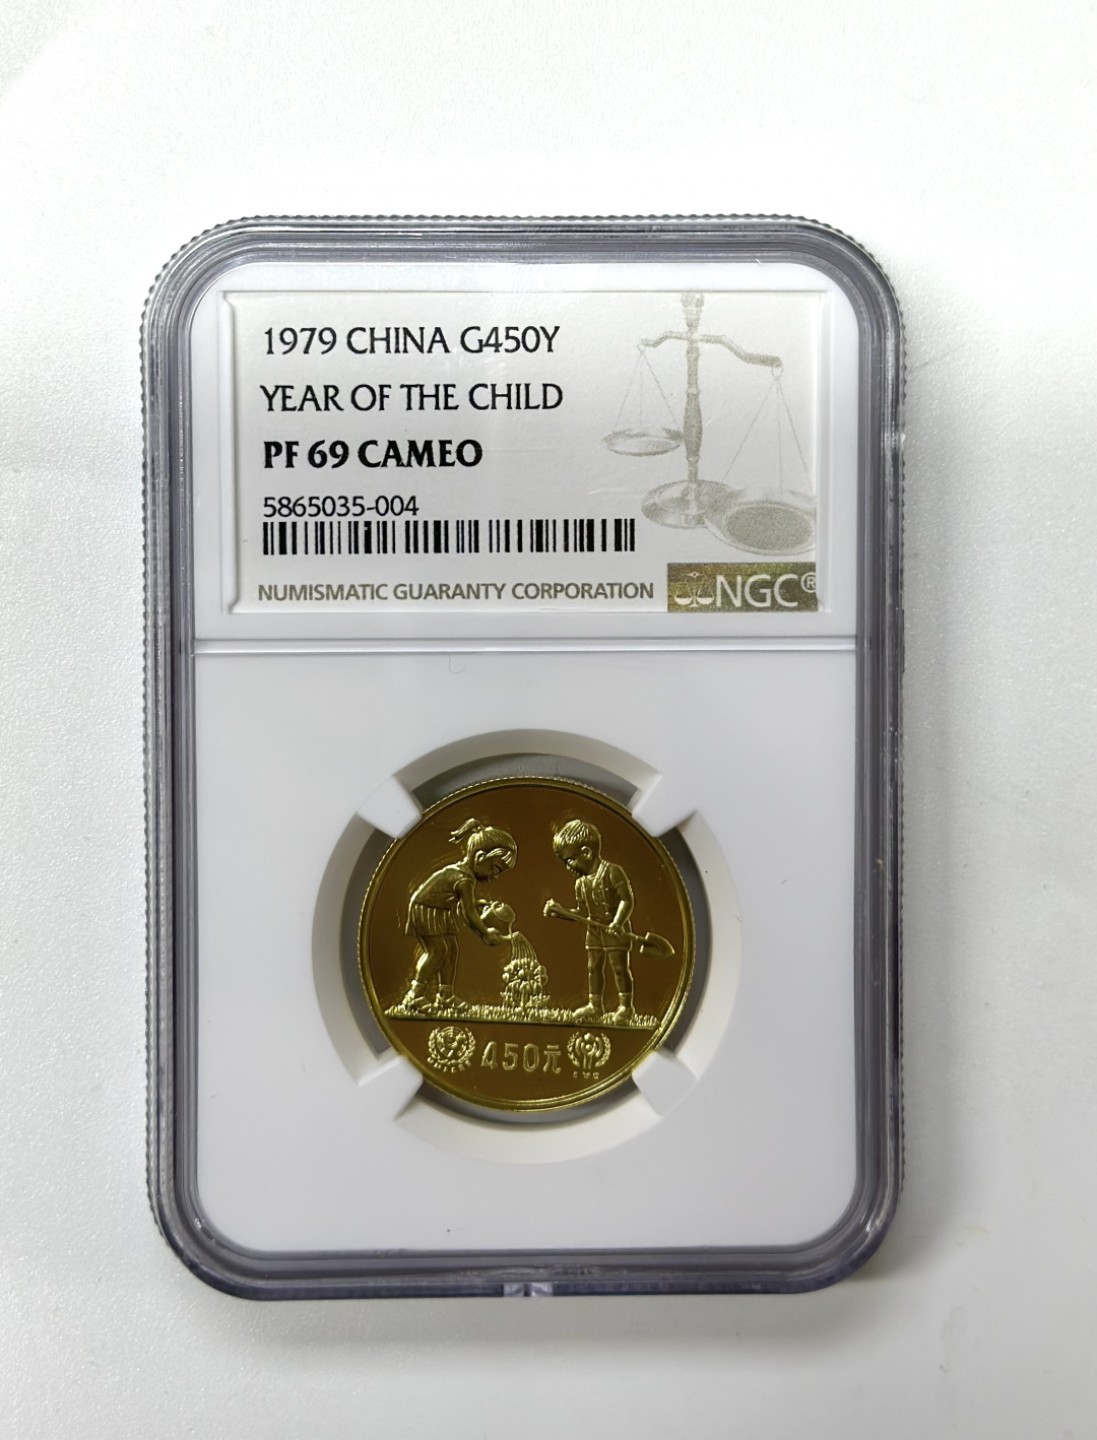 1979 CHINA G450Y
YEAR OF THE CHILD
PF 69 CAMEO
5865035-004
NUMISMATIC GUARANTY CORPORATION
NGC®
450元